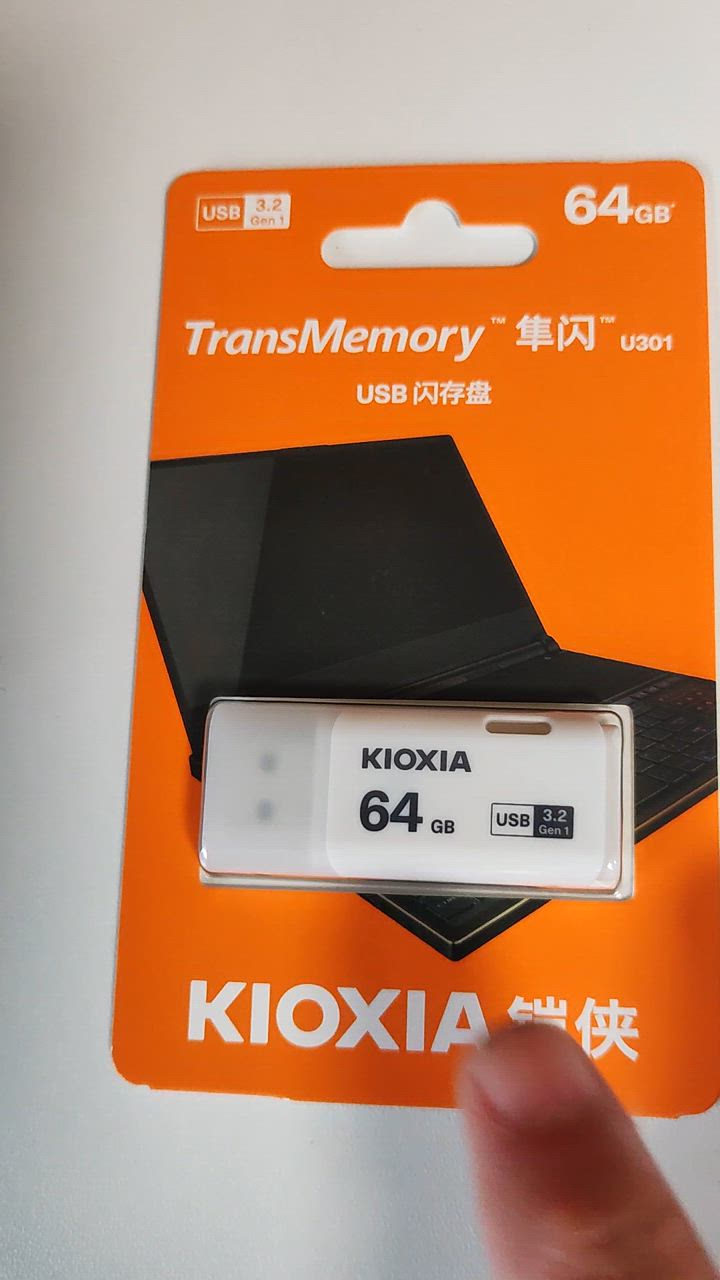 USB 3.2 Gen 1
64GB*
TransMemory™ 隼闪™ U301
USB 闪存盘
KIOXIA
64 GB
USB 3.2 Gen 1
KIOXIA 铠侠